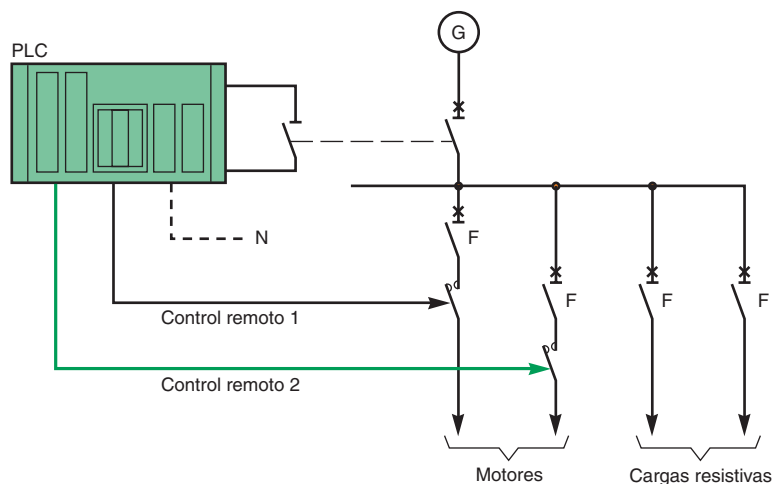 G
PLC
F
N
Control remoto 1
F
F
F
Control remoto 2
Motores
Cargas resistivas